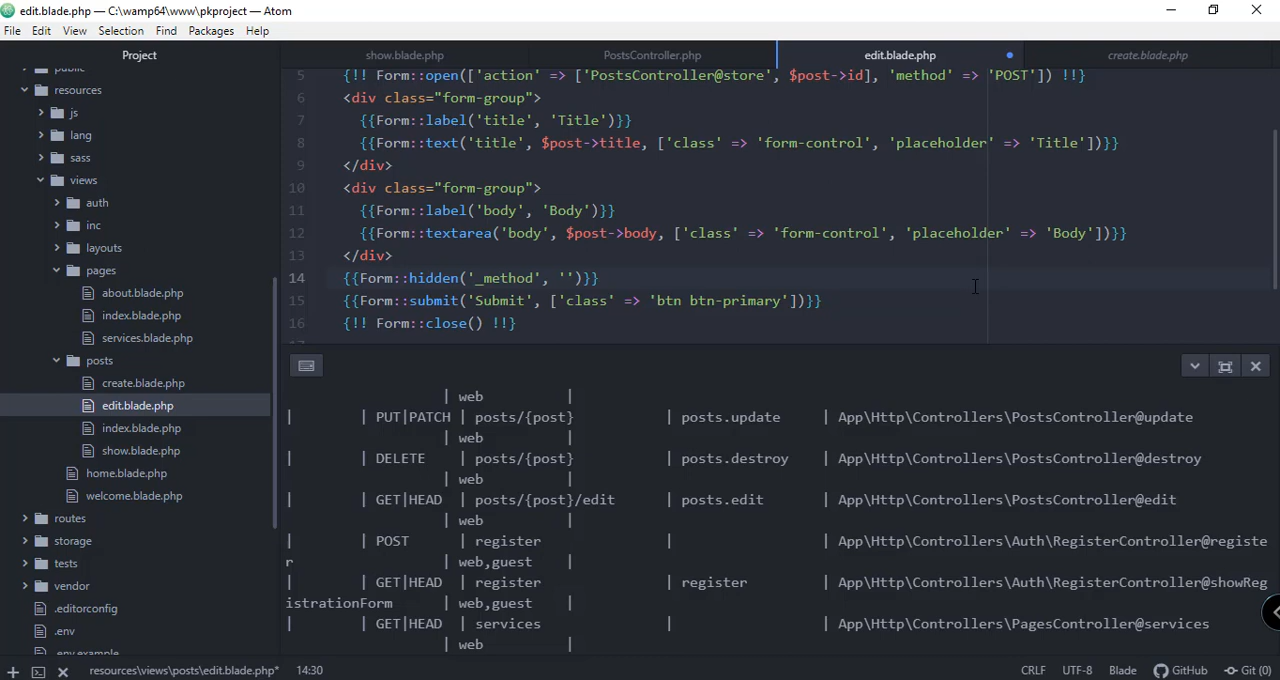 edit.blade.php — C:\wamp64\www\pkproject — Atom
File Edit View Selection Find Packages Help
Project
show.blade.php
PostsController.php
edit.blade.php
create.blade.php
public
resources
js
lang
sass
views
auth
inc
layouts
pages
about.blade.php
index.blade.php
services.blade.php
posts
create.blade.php
edit.blade.php
index.blade.php
show.blade.php
home.blade.php
welcome.blade.php
routes
storage
tests
vendor
.editorconfig
.env
.env.example
5 {!! Form::open(['action' => ['PostsController@store', $post->id], 'method' => 'POST']) !!}
6 <div class="form-group">
7 {{Form::label('title', 'Title')}}
8 {{Form::text('title', $post->title, ['class' => 'form-control', 'placeholder' => 'Title'])}}
9 </div>
10 <div class="form-group">
11 {{Form::label('body', 'Body')}}
12 {{Form::textarea('body', $post->body, ['class' => 'form-control', 'placeholder' => 'Body'])}}
13 </div>
14 {{Form::hidden('_method', '')}}
15 {{Form::submit('Submit', ['class' => 'btn btn-primary'])}}
16 {!! Form::close() !!}
| web |
| | PUT|PATCH | posts/{post} | posts.update | App\Http\Controllers\PostsController@update
| web |
| | DELETE | posts/{post} | posts.destroy | App\Http\Controllers\PostsController@destroy
| web |
| | GET|HEAD | posts/{post}/edit | posts.edit | App\Http\Controllers\PostsController@edit
| web |
| | POST | register | | App\Http\Controllers\Auth\RegisterController@registe
r | web,guest |
| | GET|HEAD | register | register | App\Http\Controllers\Auth\RegisterController@showReg
istrationForm | web,guest |
| | GET|HEAD | services | | App\Http\Controllers\PagesController@services
| web |
resources\views\posts\edit.blade.php* 14:30 CRLF UTF-8 Blade GitHub Git (0)